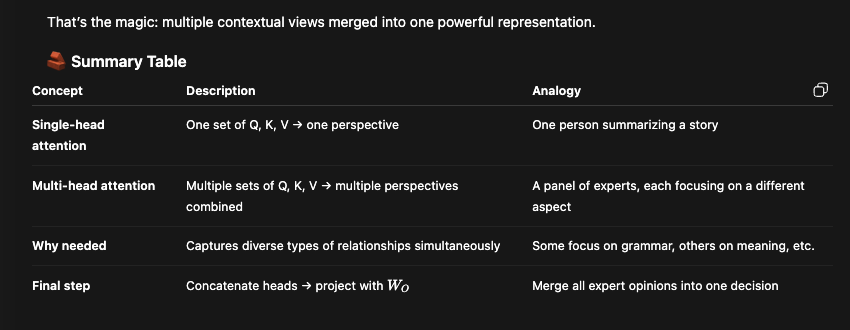 That's the magic: multiple contextual views merged into one powerful representation.
Summary Table
Concept Description Analogy
Single-head attention One set of Q, K, V → one perspective One person summarizing a story
Multi-head attention Multiple sets of Q, K, V → multiple perspectives combined A panel of experts, each focusing on a different aspect
Why needed Captures diverse types of relationships simultaneously Some focus on grammar, others on meaning, etc.
Final step Concatenate heads → project with W_O Merge all expert opinions into one decision